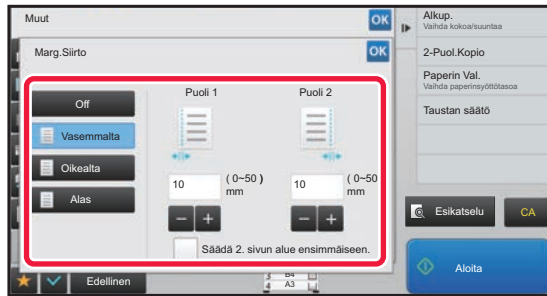 Muut
OK
Marg.Siirto
OK
Off
Vasemmalta
Oikealta
Alas
Puoli 1
10
( 0~50 )
mm
− +
Puoli 2
10
( 0~50
mm
− +
Säädä 2. sivun alue ensimmäiseen.
Edellinen
3 B4
4 A3
Alkup.
Vaihda kokoa/suuntaa
2-Puol.Kopio
Paperin Val.
Vaihda paperinsyöttötasoa
Taustan säätö
Esikatselu
CA
Aloita